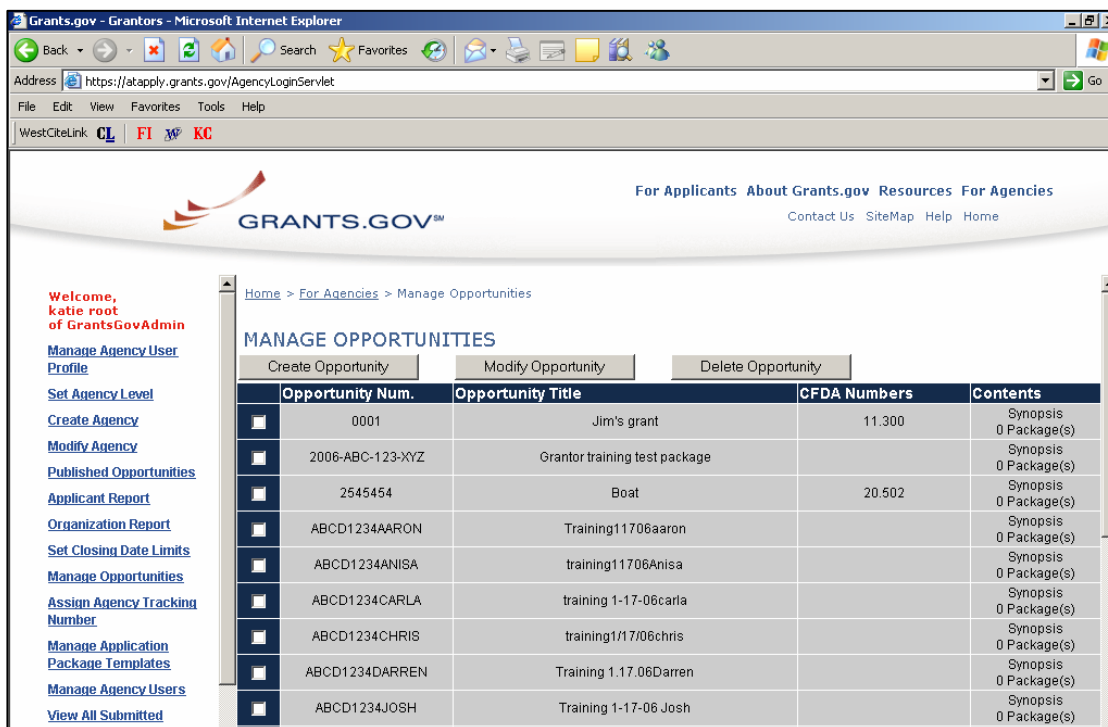 Grants.gov - Grantors - Microsoft Internet Explorer
Back Search Favorites
Address https://atapply.grants.gov/AgencyLoginServlet Go
File Edit View Favorites Tools Help
WestCiteLink CL FI KC
For Applicants About Grants.gov Resources For Agencies
GRANTS.GOV℠
Contact Us SiteMap Help Home
Welcome,
katie root
of GrantsGovAdmin
Manage Agency User
Profile
Set Agency Level
Create Agency
Modify Agency
Published Opportunities
Applicant Report
Organization Report
Set Closing Date Limits
Manage Opportunities
Assign Agency Tracking
Number
Manage Application
Package Templates
Manage Agency Users
View All Submitted
Home > For Agencies > Manage Opportunities
MANAGE OPPORTUNITIES
Create Opportunity Modify Opportunity Delete Opportunity
Opportunity Num. Opportunity Title CFDA Numbers Contents
0001 Jim's grant 11.300 Synopsis
0 Package(s)
2006-ABC-123-XYZ Grantor training test package Synopsis
0 Package(s)
2545454 Boat 20.502 Synopsis
0 Package(s)
ABCD1234AARON Training11706aaron Synopsis
0 Package(s)
ABCD1234ANISA training11706Anisa Synopsis
0 Package(s)
ABCD1234CARLA training 1-17-06carla Synopsis
0 Package(s)
ABCD1234CHRIS training1/17/06chris Synopsis
0 Package(s)
ABCD1234DARREN Training 1.17.06Darren Synopsis
0 Package(s)
ABCD1234JOSH Training 1-17-06 Josh Synopsis
0 Package(s)